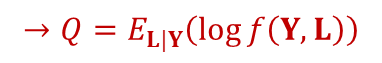 → Q = E_{𝐋|𝐘}(log f(𝐘, 𝐋))